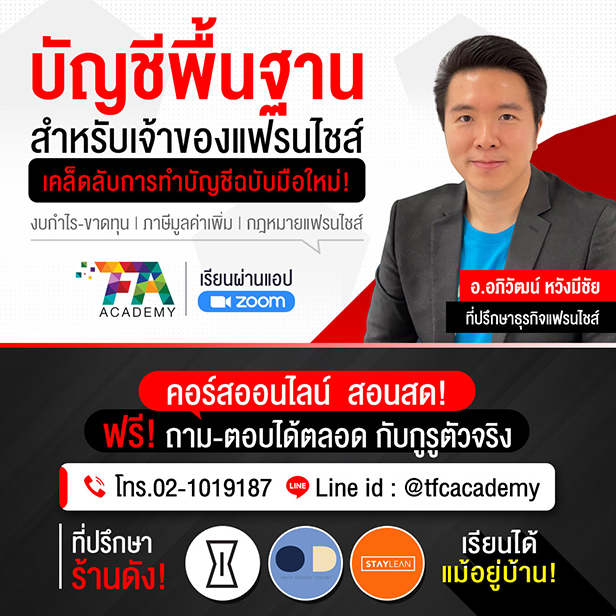 บัญชีพื้นฐาน
สำหรับเจ้าของแฟรนไชส์
เคล็ดลับการทำบัญชีฉบับมือใหม่!
งบกำไร-ขาดทุน | ภาษีมูลค่าเพิ่ม | กฎหมายแฟรนไชส์
TFA
ACADEMY
เรียนผ่านแอป
zoom
อ.อภิวัฒน์ หวังมีชัย
ที่ปรึกษาธุรกิจแฟรนไชส์
คอร์สออนไลน์ สอนสด!
ฟรี! ถาม-ตอบได้ตลอด กับกูรูตัวจริง
โทร.02-1019187 LINE Line id : @tfcacademy
ที่ปรึกษา
ร้านดัง!
STAYLEAN
เรียนได้
แม้อยู่บ้าน!